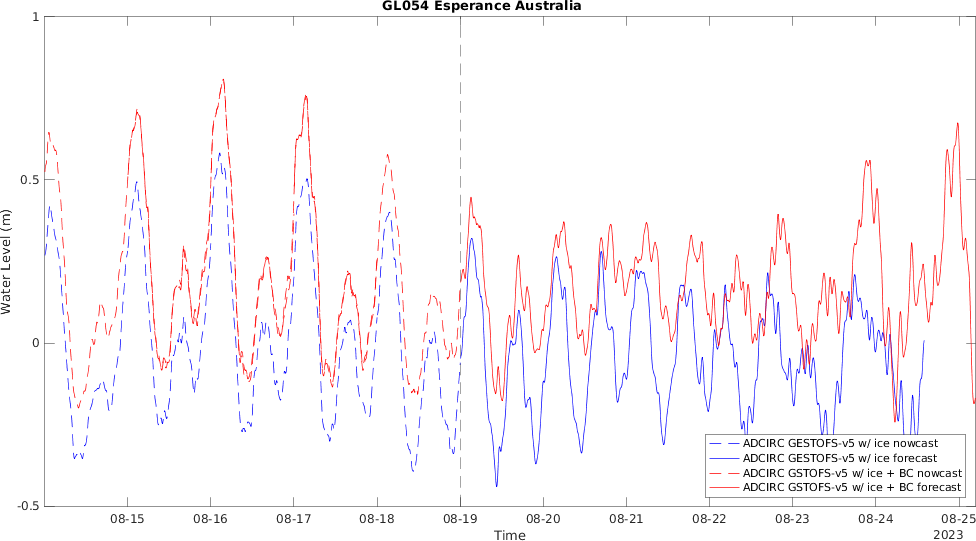 GL054 Esperance Australia
1
0.5
0
-0.5
Water Level (m)
08-15 08-16 08-17 08-18 08-19 08-20 08-21 08-22 08-23 08-24 08-25
2023
Time
ADCIRC GESTOFS-v5 w/ ice nowcast
ADCIRC GESTOFS-v5 w/ ice forecast
ADCIRC GSTOFS-v5 w/ ice + BC nowcast
ADCIRC GSTOFS-v5 w/ ice + BC forecast